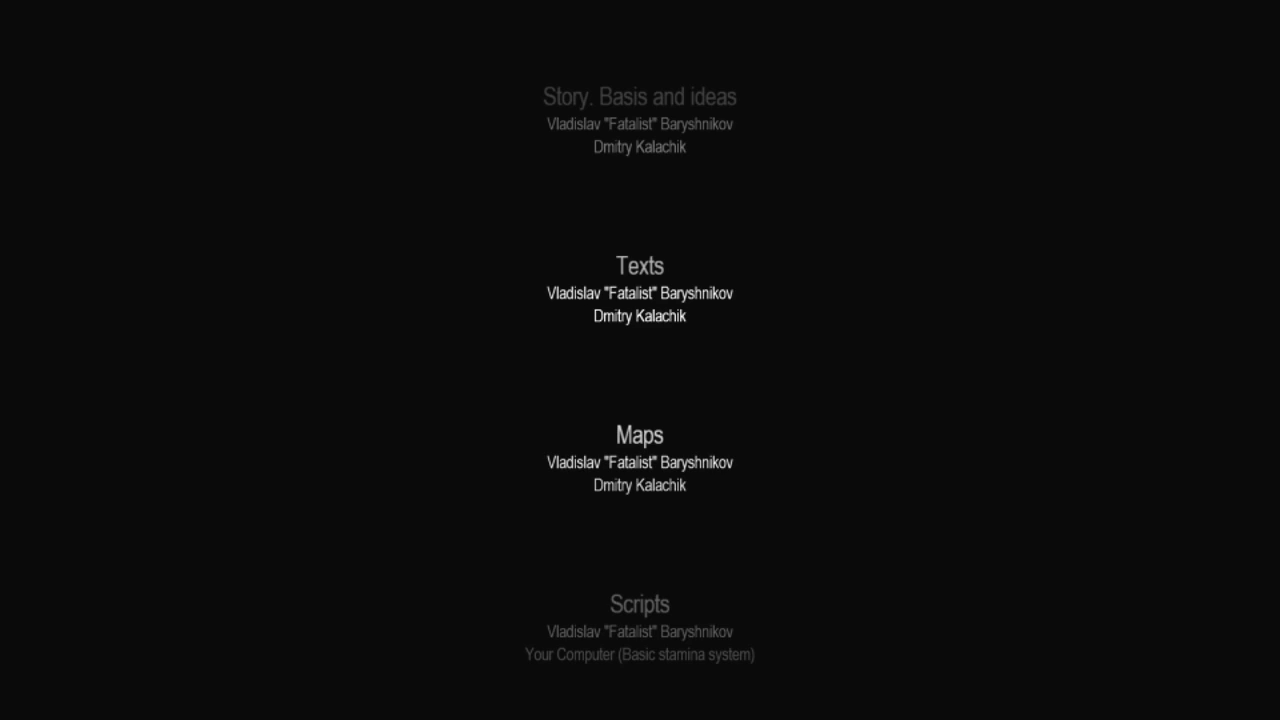 Story. Basis and ideas
Vladislav "Fatalist" Baryshnikov
Dmitry Kalachik
Texts
Vladislav "Fatalist" Baryshnikov
Dmitry Kalachik
Maps
Vladislav "Fatalist" Baryshnikov
Dmitry Kalachik
Scripts
Vladislav "Fatalist" Baryshnikov
Your Computer (Basic stamina system)